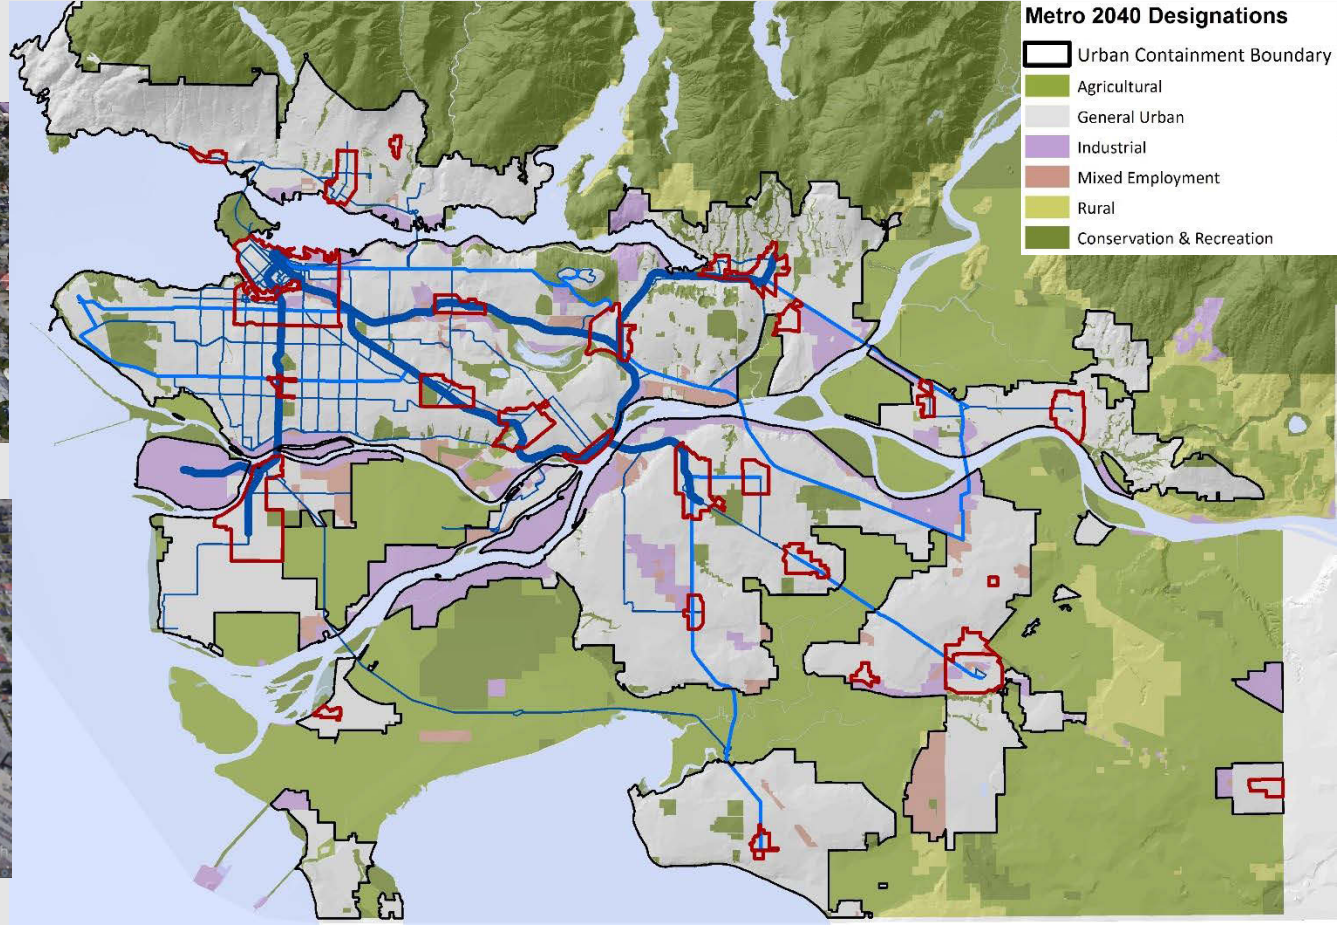 Metro 2040 Designations
Urban Containment Boundary
Agricultural
General Urban
Industrial
Mixed Employment
Rural
Conservation & Recreation